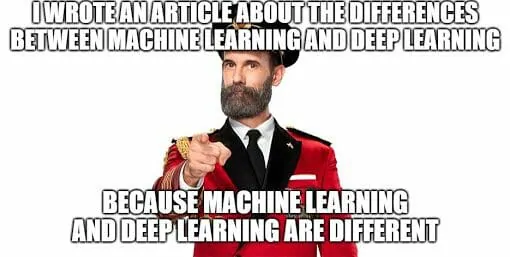 I WROTE AN ARTICLE ABOUT THE DIFFERENCES
BETWEEN MACHINE LEARNING AND DEEP LEARNING
BECAUSE MACHINE LEARNING
AND DEEP LEARNING ARE DIFFERENT